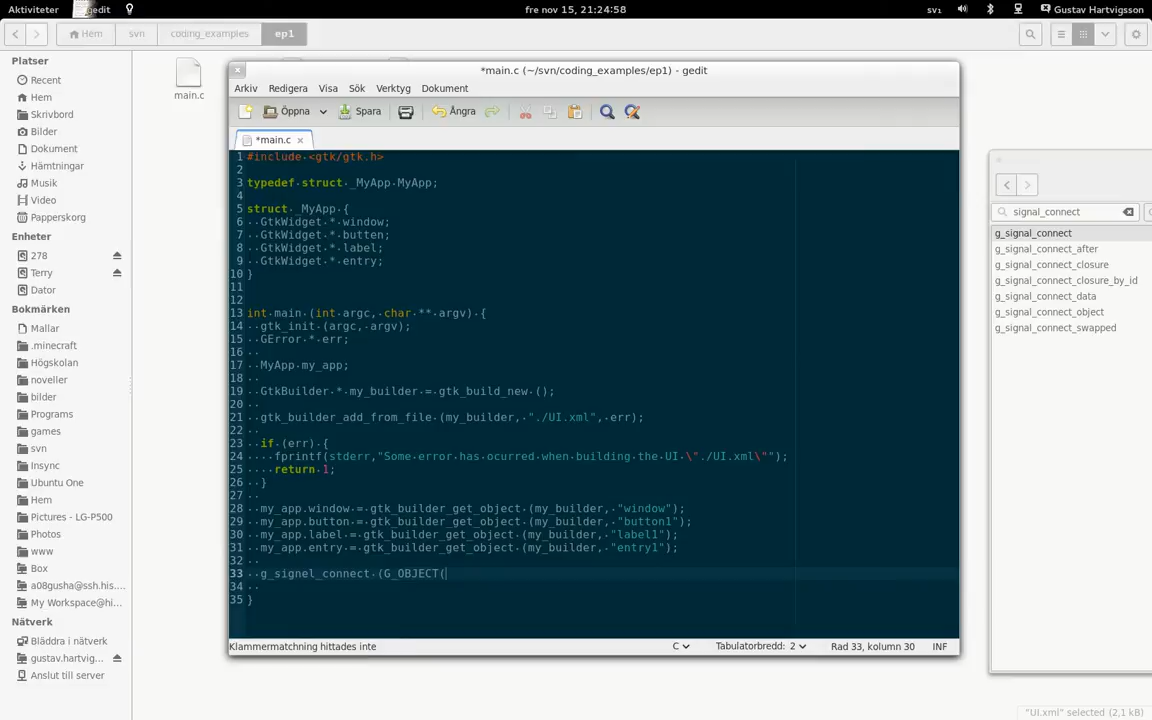 Aktiviteter
gedit
fre nov 15, 21:24:58
sv₁
Gustav Hartvigsson
Hem
svn
coding_examples
ep1
Platser
Recent
Hem
Skrivbord
Bilder
Dokument
Hämtningar
Musik
Video
Papperskorg
Enheter
278
Terry
Dator
Bokmärken
Mallar
.minecraft
Högskolan
noveller
bilder
Programs
games
svn
Insync
Ubuntu One
Hem
Pictures - LG-P500
Photos
www
Box
a08gusha@ssh.his....
My Workspace@hi...
Nätverk
Bläddra i nätverk
gustav.hartvig...
Anslut till server
main.c
*main.c (~/svn/coding_examples/ep1) - gedit
Arkiv Redigera Visa Sök Verktyg Dokument
Öppna Spara Ångra
*main.c
1 #include·<gtk/gtk.h>
2
3 typedef·struct·_MyApp·MyApp;
4
5 struct·_MyApp·{
6 ··GtkWidget·*·window;
7 ··GtkWidget·*·butten;
8 ··GtkWidget·*·label;
9 ··GtkWidget·*·entry;
10 }
11
12
13 int·main·(int·argc,·char·**·argv)·{
14 ··gtk_init·(argc,·argv);
15 ··GError·*·err;
16 ··
17 ··MyApp·my_app;
18 ··
19 ··GtkBuilder·*·my_builder·=·gtk_build_new·();
20 ··
21 ··gtk_builder_add_from_file·(my_builder,·"./UI.xml",·err);
22 ··
23 ··if·(err)·{
24 ····fprintf(stderr,"Some·error·has·ocurred·when·building·the·UI·\"./UI.xml\"");
25 ····return·1;
26 ··}
27 ··
28 ··my_app.window·=·gtk_builder_get_object·(my_builder,·"window");
29 ··my_app.button·=·gtk_builder_get_object·(my_builder,·"button1");
30 ··my_app.label·=·gtk_builder_get_object·(my_builder,·"label1");
31 ··my_app.entry·=·gtk_builder_get_object·(my_builder,·"entry1");
32 ··
33 ··g_signel_connect·(G_OBJECT(
34 ··
35 }
Klammermatchning hittades inte
C
Tabulatorbredd: 2
Rad 33, kolumn 30
INF
signal_connect
g_signal_connect
g_signal_connect_after
g_signal_connect_closure
g_signal_connect_closure_by_id
g_signal_connect_data
g_signal_connect_object
g_signal_connect_swapped
"UI.xml" selected (2,1 kB)